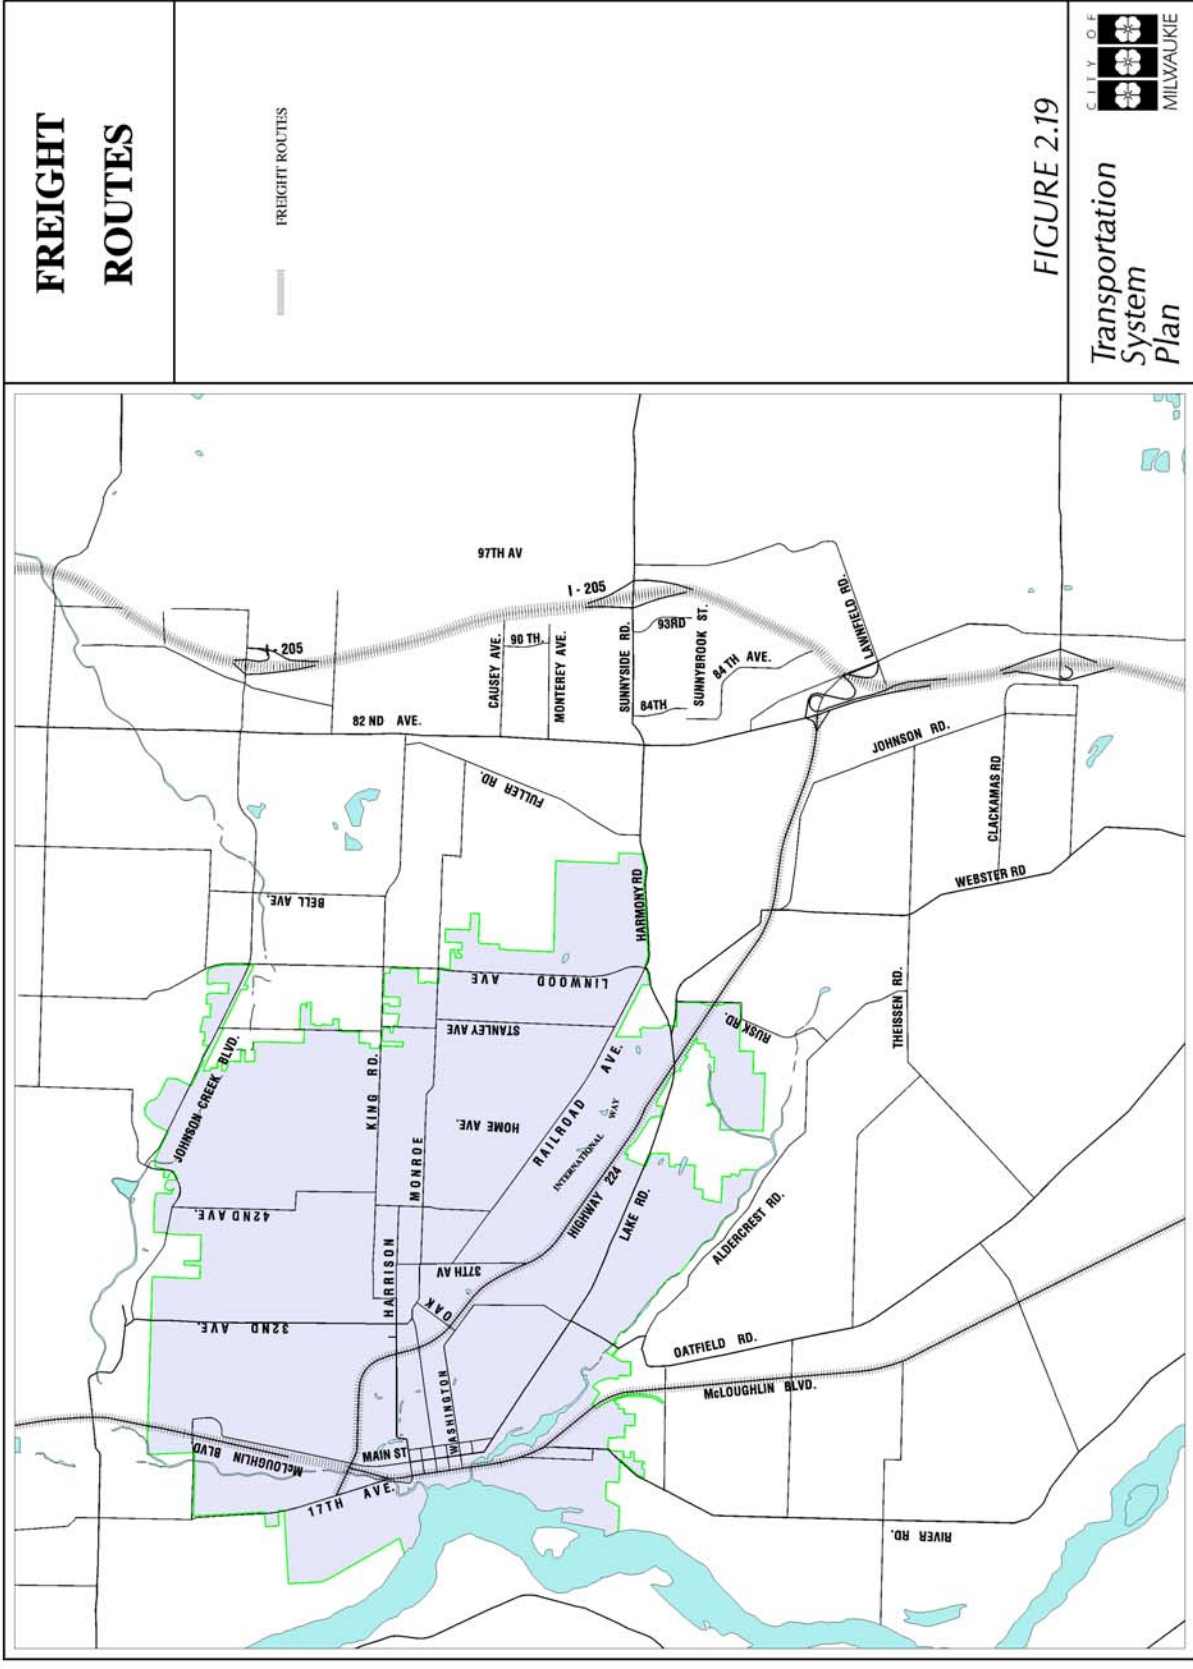 FREIGHT
ROUTES
FREIGHT ROUTES
FIGURE 2.19
Transportation
System
Plan
CITY OF
MILWAUKIE
97TH AV
I - 205
I - 205
CAUSEY AVE.
90 TH.
MONTEREY AVE.
SUNNYSIDE RD.
93RD
SUNNYBROOK ST.
84TH
84 TH AVE.
LAWNFIELD RD.
82 ND AVE.
JOHNSON RD.
CLACKAMAS RD
WEBSTER RD
FULLER RD.
BELL AVE.
HARMONY RD
LINWOOD AVE
STANLEY AVE
JOHNSON CREEK BLVD.
KING RD.
HOME AVE.
MONROE
RAILROAD AVE.
INTERNATIONAL WAY
HIGHWAY 224
LAKE RD.
RUSK RD.
THEISSEN RD.
ALDERCREST RD.
42ND AVE.
37TH AV
HARRISON
OAK
32ND AVE.
OATFIELD RD.
McLOUGHLIN BLVD.
WASHINGTON
MAIN ST
McLOUGHLIN BLVD
17TH AVE.
RIVER RD.